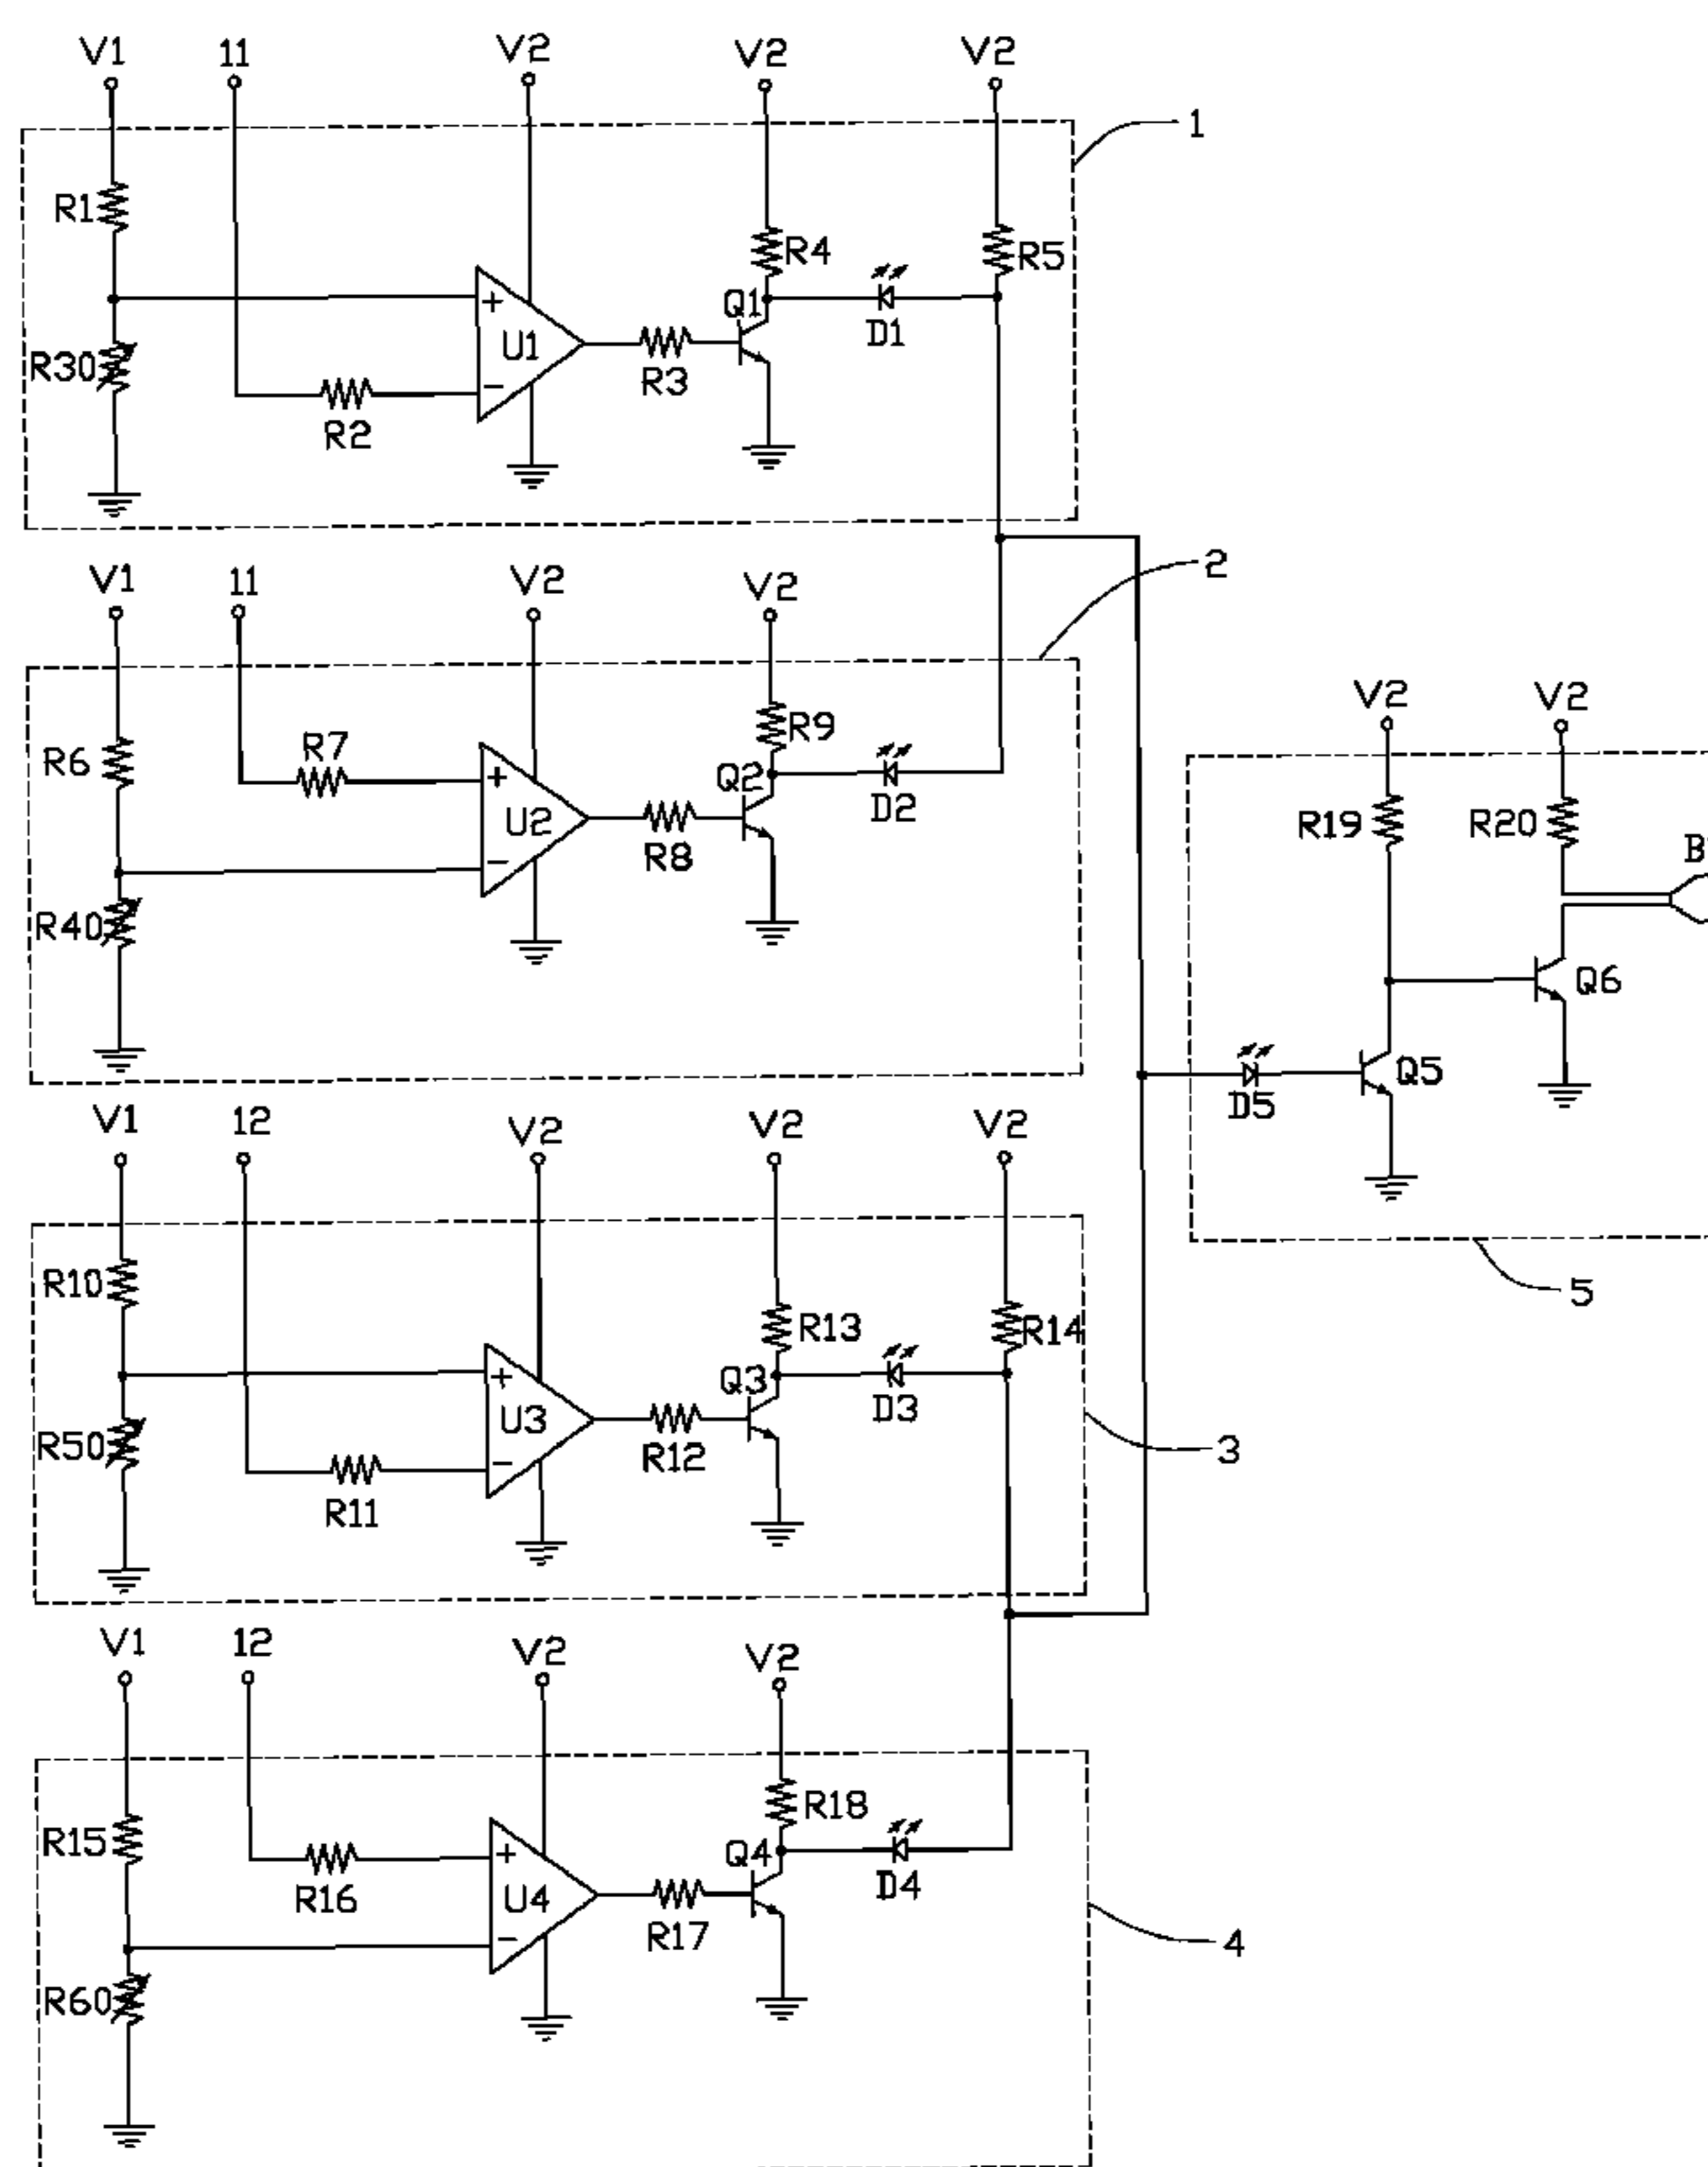 V1 11 V2 V2 V2
1
R1
R4 R5
Q1
U1 D1
R30
R3
R2
V1 11 V2 V2
2
V2 V2
R6 R7 R9
Q2
U2 D2
R19 R20
R8
B
R40
Q6
Q5
D5
V1 12 V2 V2 V2
R10
5
R13 R14
Q3
U3 D3
R50 R12
3
R11
V1 12 V2 V2
R18
R15
Q4
R16 U4 D4
R17
4
R60